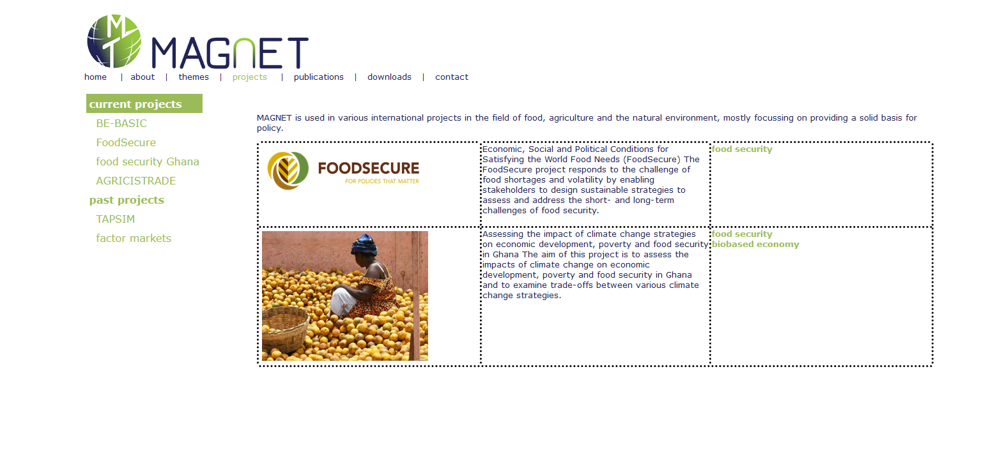 MT
MAGNET
home | about | themes | projects | publications | downloads | contact
current projects
BE-BASIC
FoodSecure
food security Ghana
AGRICISTRADE
past projects
TAPSIM
factor markets
MAGNET is used in various international projects in the field of food, agriculture and the natural environment, mostly focussing on providing a solid basis for
policy.
FOODSECURE
FOR POLICIES THAT MATTER
Economic, Social and Political Conditions for
Satisfying the World Food Needs (FoodSecure) The
FoodSecure project responds to the challenge of
food shortages and volatility by enabling
stakeholders to design sustainable strategies to
assess and address the short- and long-term
challenges of food security.
food security
Assessing the impact of climate change strategies
on economic development, poverty and food security
in Ghana The aim of this project is to assess the
impacts of climate change on economic
development, poverty and food security in Ghana
and to examine trade-offs between various climate
change strategies.
food security
biobased economy